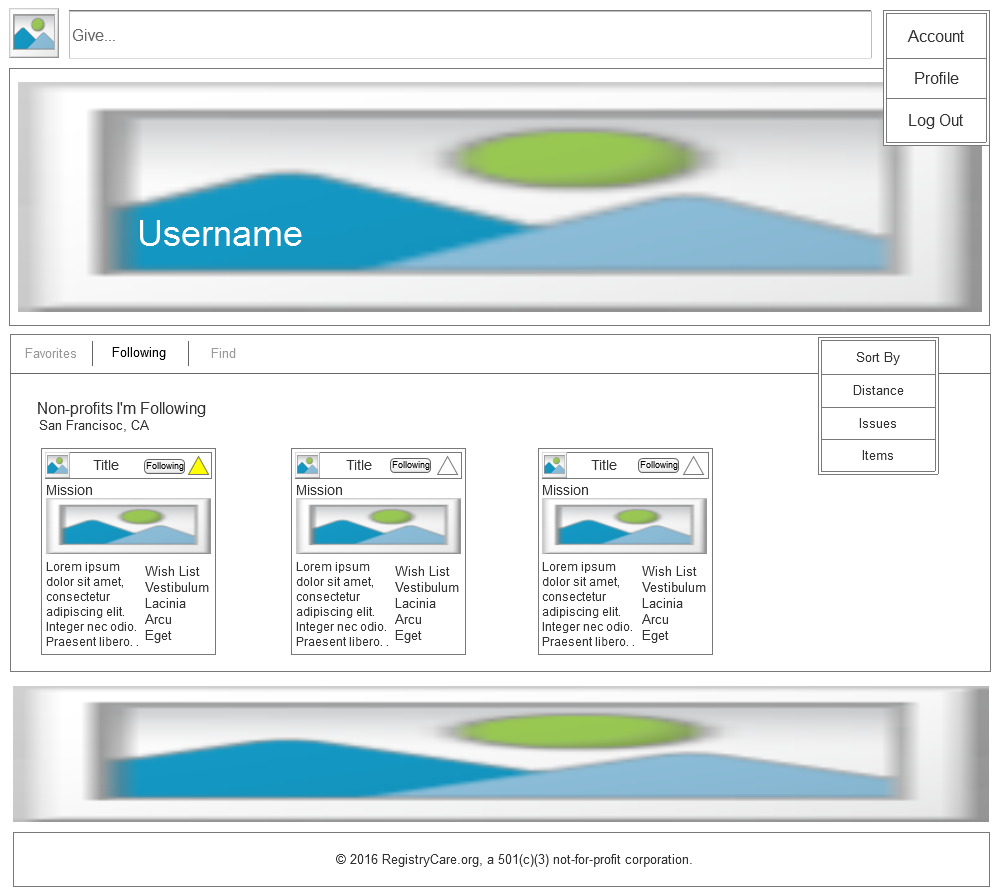 Give...
Account
Profile
Log Out
Username
Favorites
Following
Find
Sort By
Distance
Issues
Items
Non-profits I'm Following
San Francisoc, CA
Title
Following
Mission
Lorem ipsum
dolor sit amet,
consectetur
adipiscing elit.
Integer nec odio.
Praesent libero. .
Wish List
Vestibulum
Lacinia
Arcu
Eget
Title
Following
Mission
Lorem ipsum
dolor sit amet,
consectetur
adipiscing elit.
Integer nec odio.
Praesent libero. .
Wish List
Vestibulum
Lacinia
Arcu
Eget
Title
Following
Mission
Lorem ipsum
dolor sit amet,
consectetur
adipiscing elit.
Integer nec odio.
Praesent libero. .
Wish List
Vestibulum
Lacinia
Arcu
Eget
© 2016 RegistryCare.org, a 501(c)(3) not-for-profit corporation.